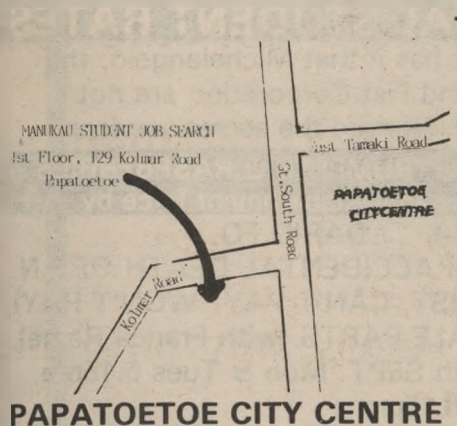 MANUKAU STUDENT JOB SEARCH
1st Floor, 129 Kolmar Road
Papatoetoe
East Tamaki Road
Gt.South Road
PAPATOETOE
CITYCENTRE
Kolmer Road
PAPATOETOE CITY CENTRE